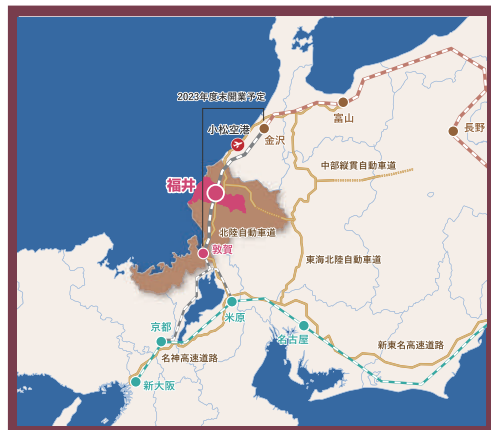 2023年度末開業予定
小松空港
金沢
富山
長野
中部縦貫自動車道
福井
北陸自動車道
敦賀
東海北陸自動車道
米原
京都
名古屋
名神高速道路
新東名高速道路
新大阪